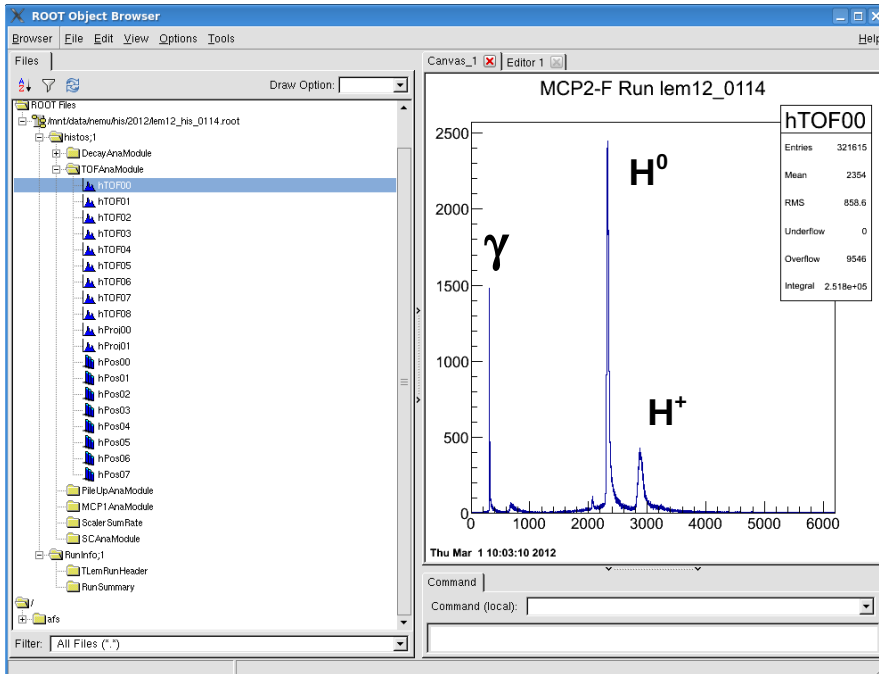 ROOT Object Browser
Browser File Edit View Options Tools Help
Files
Draw Option:
ROOT Files
/mnt/data/nemu/his/2012/lem12_his_0114.root
histos;1
DecayAnaModule
TOFAnaModule
hTOF00
hTOF01
hTOF02
hTOF03
hTOF04
hTOF05
hTOF06
hTOF07
hTOF08
hProj00
hProj01
hPos00
hPos01
hPos02
hPos03
hPos04
hPos05
hPos06
hPos07
PileUpAnaModule
MCP1AnaModule
ScalerSumRate
SCAnaModule
RunInfo;1
TLemRunHeader
RunSummary
/
afs
Filter: All Files (*.*)
Canvas_1 Editor 1
MCP2-F Run lem12_0114
hTOF00
Entries 321615
Mean 2354
RMS 858.6
Underflow 0
Overflow 9546
Integral 2.518e+05
2500
2000
1500
1000
500
0
γ
H⁰
H⁺
0 1000 2000 3000 4000 5000 6000
Thu Mar 1 10:03:10 2012
Command
Command (local):